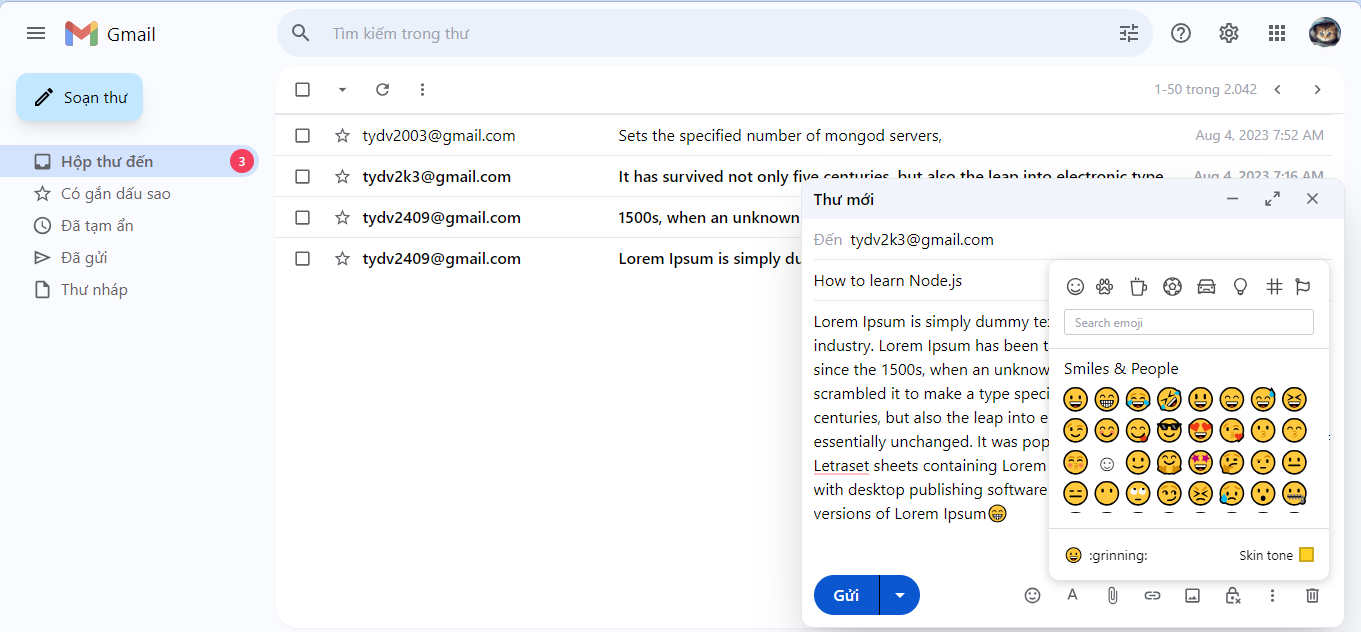 Gmail
Tìm kiếm trong thư
Soạn thư
1-50 trong 2.042
Hộp thư đến
3
Có gắn dấu sao
Đã tạm ẩn
Đã gửi
Thư nháp
tydv2003@gmail.com Sets the specified number of mongod servers, Aug 4, 2023 7:52 AM
tydv2k3@gmail.com It has survived not only five centuries, but also the leap into electronic type Aug 4, 2023 7:16 AM
tydv2409@gmail.com 1500s, when an unknown
tydv2409@gmail.com Lorem Ipsum is simply du
Thư mới
Đến tydv2k3@gmail.com
How to learn Node.js
Lorem Ipsum is simply dummy te
industry. Lorem Ipsum has been t
since the 1500s, when an unknow
scrambled it to make a type speci
centuries, but also the leap into e
essentially unchanged. It was pop
Letraset sheets containing Lorem
with desktop publishing software
versions of Lorem Ipsum😁
Search emoji
Smiles & People
:grinning: Skin tone
Gửi